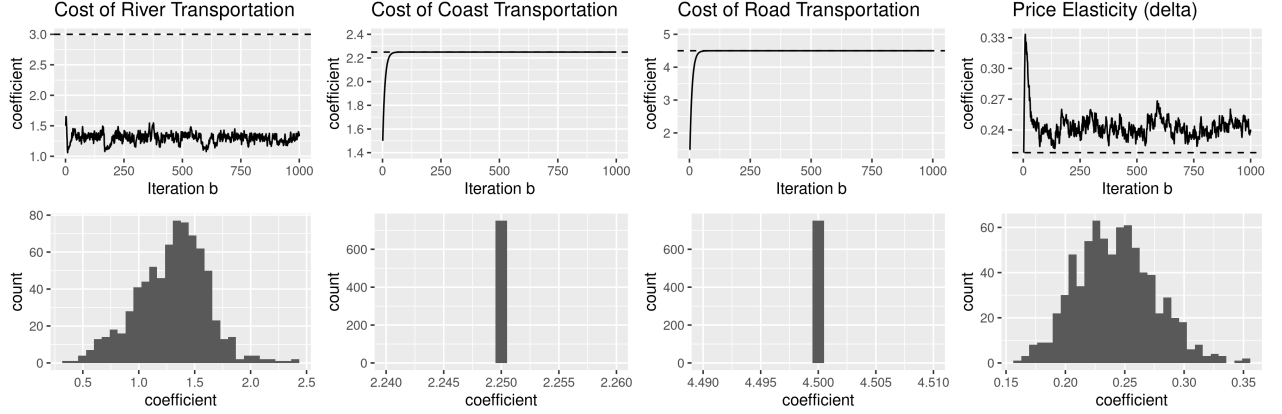 Cost of River Transportation
3.0
2.5
2.0
1.5
1.0
coefficient
0 250 500 750 1000
Iteration b
Cost of Coast Transportation
2.4
2.2
2.0
1.8
1.6
1.4
coefficient
0 250 500 750 1000
Iteration b
Cost of Road Transportation
5
4
3
2
coefficient
0 250 500 750 1000
Iteration b
Price Elasticity (delta)
0.33
0.30
0.27
0.24
coefficient
0 250 500 750 1000
Iteration b
80
60
40
20
0
count
0.5 1.0 1.5 2.0 2.5
coefficient
600
400
200
0
count
2.240 2.245 2.250 2.255 2.260
coefficient
600
400
200
0
count
4.490 4.495 4.500 4.505 4.510
coefficient
60
40
20
0
count
0.15 0.20 0.25 0.30 0.35
coefficient